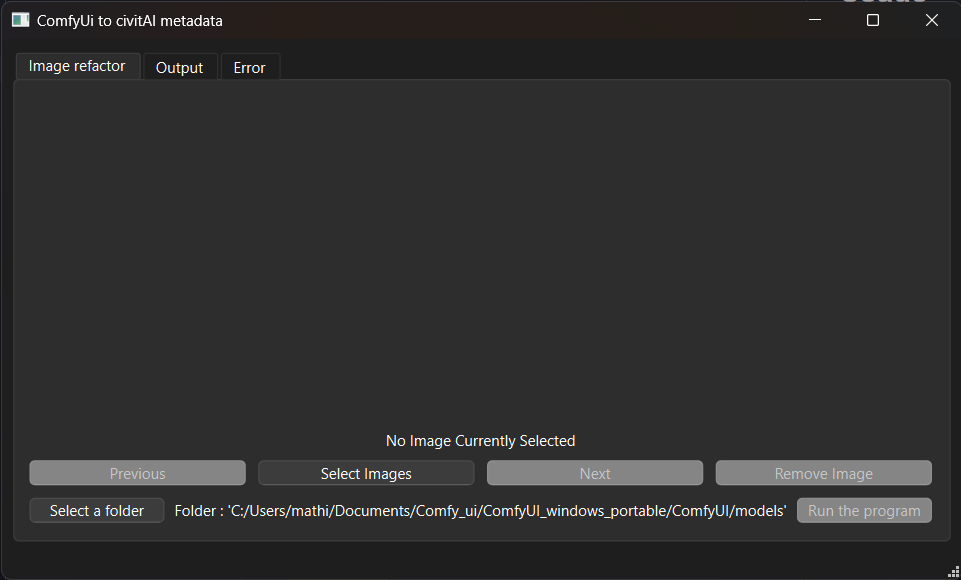 ComfyUi to civitAI metadata
Image refactor Output Error
No Image Currently Selected
Previous Select Images Next Remove Image
Select a folder Folder : 'C:/Users/mathi/Documents/Comfy_ui/ComfyUI_windows_portable/ComfyUI/models' Run the program